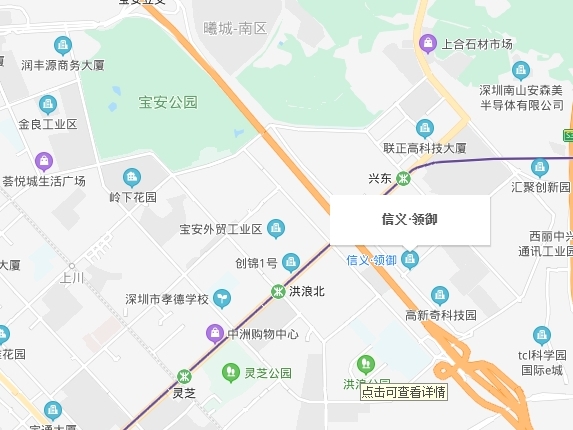 曦城-南区
上合石材市场
润丰源商务大厦
深圳南山安森美
半导体有限公司
宝安公园
金良工业区
联正高科技大厦
荟悦城生活广场
岭下花园
兴东
汇聚创新园
信义·领御
宝安外贸工业区
西丽中兴
通讯工业园
信义·领御
大厦
创锦1号
上川
洪浪北
深圳市孝德学校
高新奇科技园
中洲购物中心
tcl科学园
国际e城
花园
灵芝公园
洪浪公园
灵芝
点击可查看详情